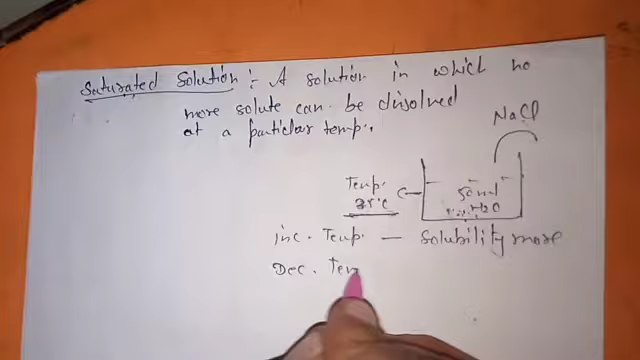 Saturated Solution :- A solution in which no
more solute can be dissolved
at a particular temp.
NaCl
Temp.
25°C
50ml
H2O
inc. Temp. — Solubility more
Dec. Tem